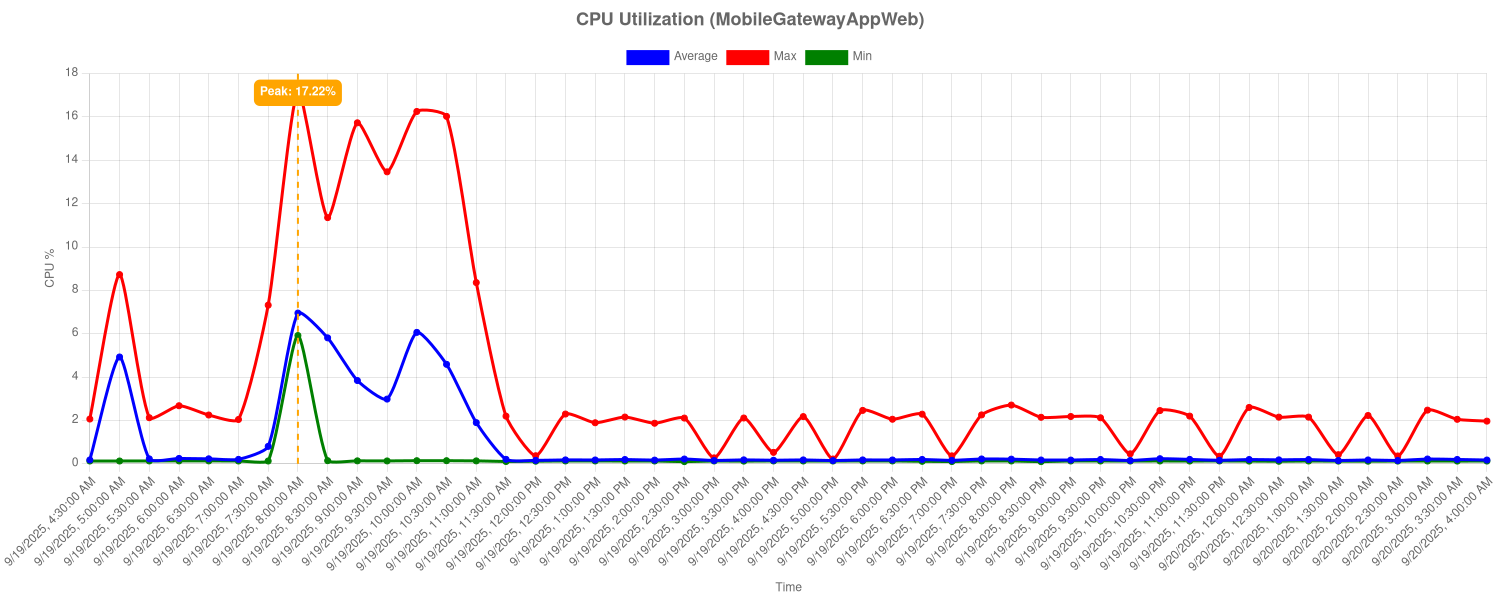 CPU Utilization (MobileGatewayAppWeb)
Average Max Min
Peak: 17.22%
18
16
14
12
10
8
6
4
2
0
CPU %
9/19/2025, 4:30:00 AM
9/19/2025, 5:00:00 AM
9/19/2025, 5:30:00 AM
9/19/2025, 6:00:00 AM
9/19/2025, 6:30:00 AM
9/19/2025, 7:00:00 AM
9/19/2025, 7:30:00 AM
9/19/2025, 8:00:00 AM
9/19/2025, 8:30:00 AM
9/19/2025, 9:00:00 AM
9/19/2025, 9:30:00 AM
9/19/2025, 10:00:00 AM
9/19/2025, 10:30:00 AM
9/19/2025, 11:00:00 AM
9/19/2025, 11:30:00 AM
9/19/2025, 12:00:00 PM
9/19/2025, 12:30:00 PM
9/19/2025, 1:00:00 PM
9/19/2025, 1:30:00 PM
9/19/2025, 2:00:00 PM
9/19/2025, 2:30:00 PM
9/19/2025, 3:00:00 PM
9/19/2025, 3:30:00 PM
9/19/2025, 4:00:00 PM
9/19/2025, 4:30:00 PM
9/19/2025, 5:00:00 PM
9/19/2025, 5:30:00 PM
9/19/2025, 6:00:00 PM
9/19/2025, 6:30:00 PM
9/19/2025, 7:00:00 PM
9/19/2025, 7:30:00 PM
9/19/2025, 8:00:00 PM
9/19/2025, 8:30:00 PM
9/19/2025, 9:00:00 PM
9/19/2025, 9:30:00 PM
9/19/2025, 10:00:00 PM
9/19/2025, 10:30:00 PM
9/19/2025, 11:00:00 PM
9/19/2025, 11:30:00 PM
9/20/2025, 12:00:00 AM
9/20/2025, 12:30:00 AM
9/20/2025, 1:00:00 AM
9/20/2025, 1:30:00 AM
9/20/2025, 2:00:00 AM
9/20/2025, 2:30:00 AM
9/20/2025, 3:00:00 AM
9/20/2025, 3:30:00 AM
9/20/2025, 4:00:00 AM
Time